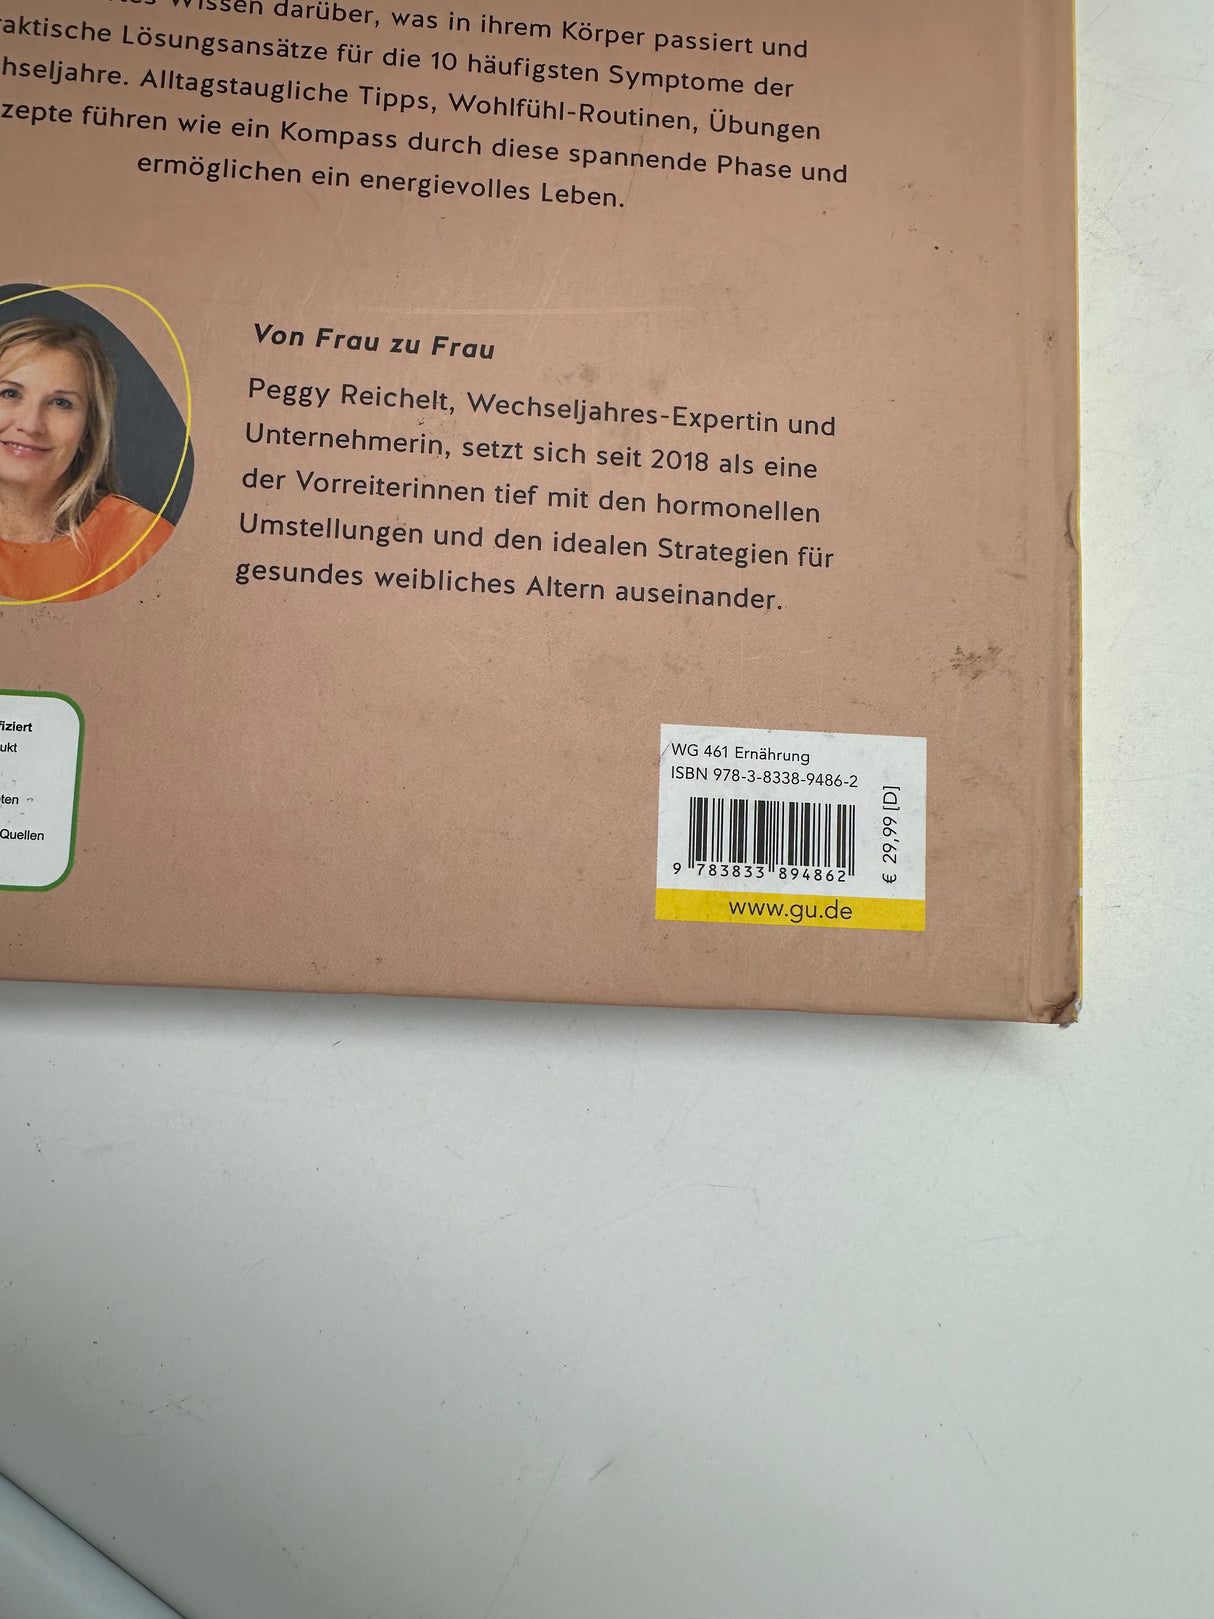 Wissen darüber, was in ihrem Körper passiert und
aktische Lösungsansätze für die 10 häufigsten Symptome der
hseljahre. Alltagstaugliche Tipps, Wohlfühl-Routinen, Übungen
zepte führen wie ein Kompass durch diese spannende Phase und
ermöglichen ein energievolles Leben.
Von Frau zu Frau
Peggy Reichelt, Wechseljahres-Expertin und
Unternehmerin, setzt sich seit 2018 als eine
der Vorreiterinnen tief mit den hormonellen
Umstellungen und den idealen Strategien für
gesundes weibliches Altern auseinander.
fiziert
ukt
ten
Quellen
WG 461 Ernährung
ISBN 978-3-8338-9486-2
9 783833 894862
€ 29,99 [D]
www.gu.de